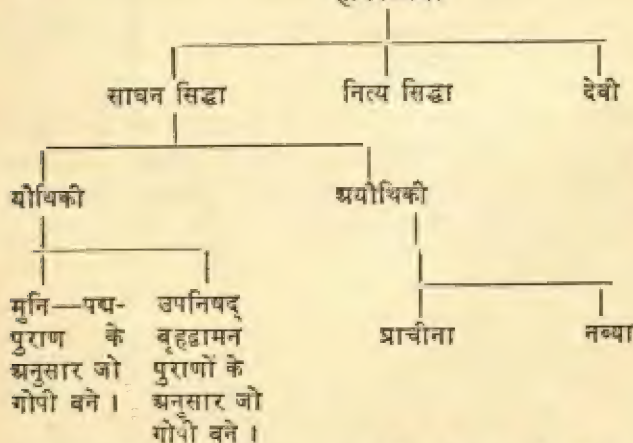 साधन सिद्धा नित्य सिद्धा देवी
यौथिकी अयौथिकी
मुनि—पद्म-
पुराण के
अनुसार जो
गोपी बने ।
उपनिषद्
बृहद्वामन
पुराणों के
अनुसार जो
गोपी बने ।
प्राचीना नव्या